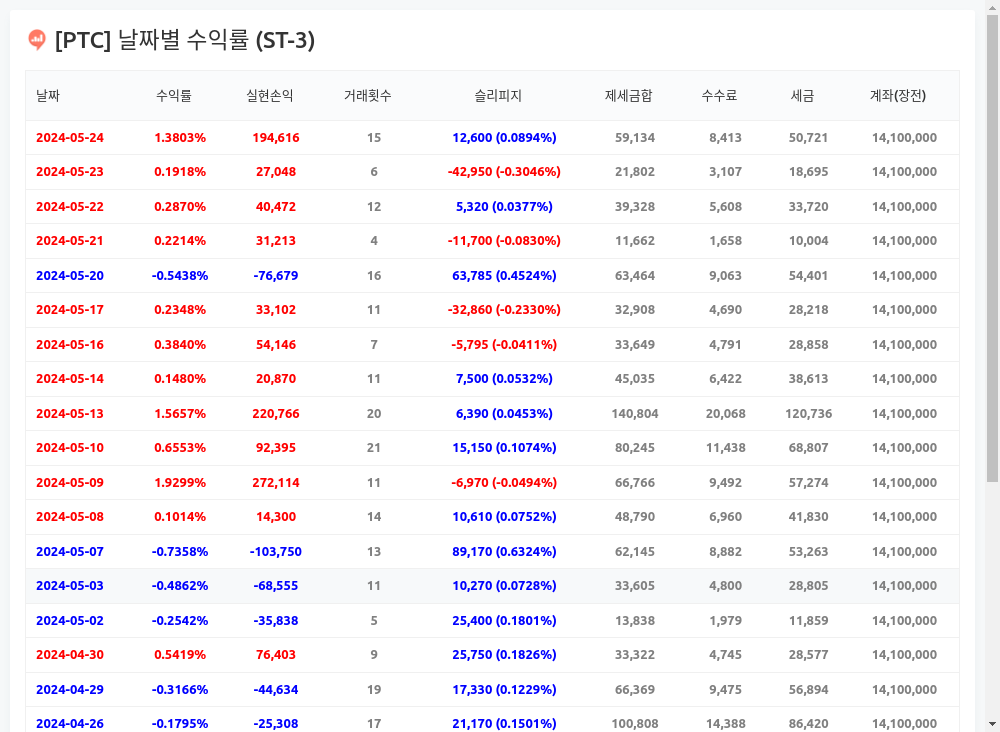 [PTC] 날짜별 수익률 (ST-3)
날짜 수익률 실현손익 거래횟수 슬리피지 제세금합 수수료 세금 계좌(장전)
2024-05-24 1.3803% 194,616 15 12,600 (0.0894%) 59,134 8,413 50,721 14,100,000
2024-05-23 0.1918% 27,048 6 -42,950 (-0.3046%) 21,802 3,107 18,695 14,100,000
2024-05-22 0.2870% 40,472 12 5,320 (0.0377%) 39,328 5,608 33,720 14,100,000
2024-05-21 0.2214% 31,213 4 -11,700 (-0.0830%) 11,662 1,658 10,004 14,100,000
2024-05-20 -0.5438% -76,679 16 63,785 (0.4524%) 63,464 9,063 54,401 14,100,000
2024-05-17 0.2348% 33,102 11 -32,860 (-0.2330%) 32,908 4,690 28,218 14,100,000
2024-05-16 0.3840% 54,146 7 -5,795 (-0.0411%) 33,649 4,791 28,858 14,100,000
2024-05-14 0.1480% 20,870 11 7,500 (0.0532%) 45,035 6,422 38,613 14,100,000
2024-05-13 1.5657% 220,766 20 6,390 (0.0453%) 140,804 20,068 120,736 14,100,000
2024-05-10 0.6553% 92,395 21 15,150 (0.1074%) 80,245 11,438 68,807 14,100,000
2024-05-09 1.9299% 272,114 11 -6,970 (-0.0494%) 66,766 9,492 57,274 14,100,000
2024-05-08 0.1014% 14,300 14 10,610 (0.0752%) 48,790 6,960 41,830 14,100,000
2024-05-07 -0.7358% -103,750 13 89,170 (0.6324%) 62,145 8,882 53,263 14,100,000
2024-05-03 -0.4862% -68,555 11 10,270 (0.0728%) 33,605 4,800 28,805 14,100,000
2024-05-02 -0.2542% -35,838 5 25,400 (0.1801%) 13,838 1,979 11,859 14,100,000
2024-04-30 0.5419% 76,403 9 25,750 (0.1826%) 33,322 4,745 28,577 14,100,000
2024-04-29 -0.3166% -44,634 19 17,330 (0.1229%) 66,369 9,475 56,894 14,100,000
2024-04-26 -0.1795% -25,308 17 21,170 (0.1501%) 100,808 14,388 86,420 14,100,000